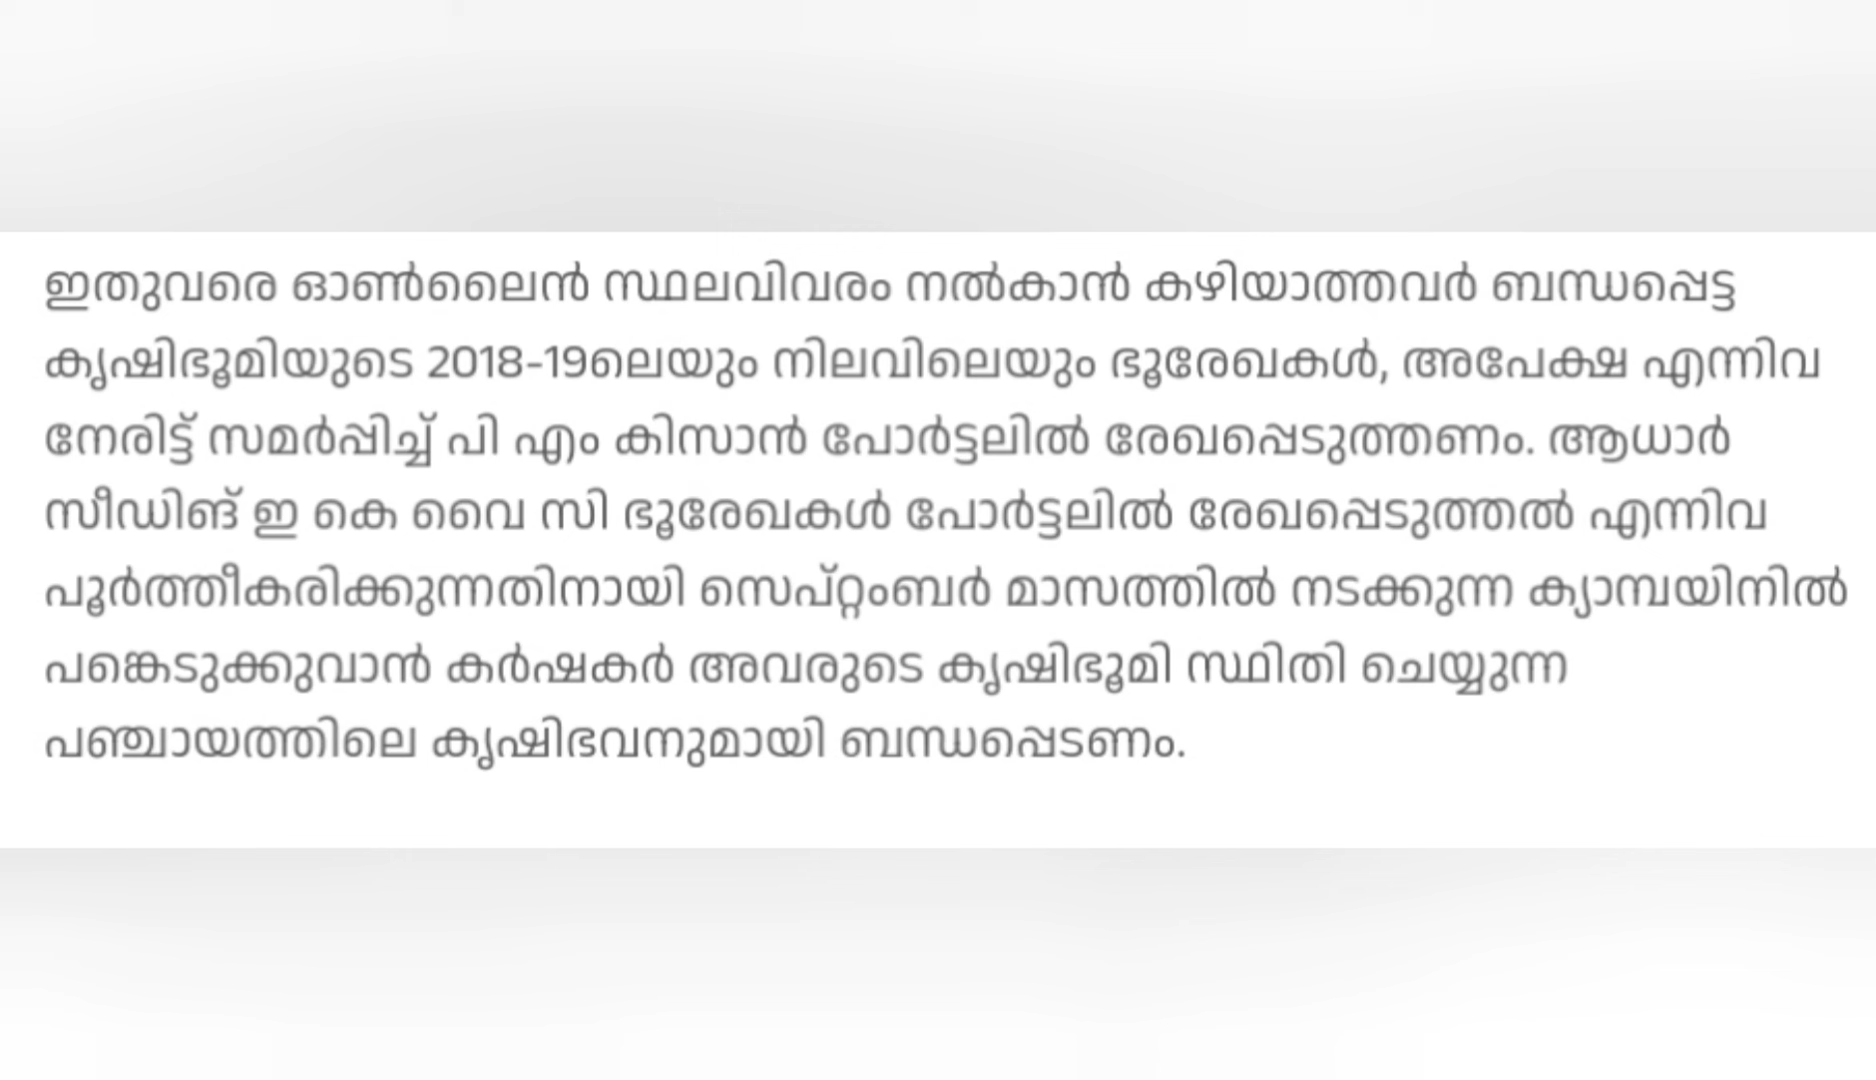 ഇതുവരെ ഓൺലൈൻ സ്ഥലവിവരം നൽകാൻ കഴിയാത്തവർ ബന്ധപ്പെട്ട
കൃഷിഭൂമിയുടെ 2018-19ലെയും നിലവിലെയും ഭൂരേഖകൾ, അപേക്ഷ എന്നിവ
നേരിട്ട് സമർപ്പിച്ച് പി എം കിസാൻ പോർട്ടലിൽ രേഖപ്പെടുത്തണം. ആധാർ
സീഡിങ് ഇ കെ വൈ സി ഭൂരേഖകൾ പോർട്ടലിൽ രേഖപ്പെടുത്തൽ എന്നിവ
പൂർത്തീകരിക്കുന്നതിനായി സെപ്റ്റംബർ മാസത്തിൽ നടക്കുന്ന ക്യാമ്പയിനിൽ
പങ്കെടുക്കുവാൻ കർഷകർ അവരുടെ കൃഷിഭൂമി സ്ഥിതി ചെയ്യുന്ന
പഞ്ചായത്തിലെ കൃഷിഭവനുമായി ബന്ധപ്പെടണം.